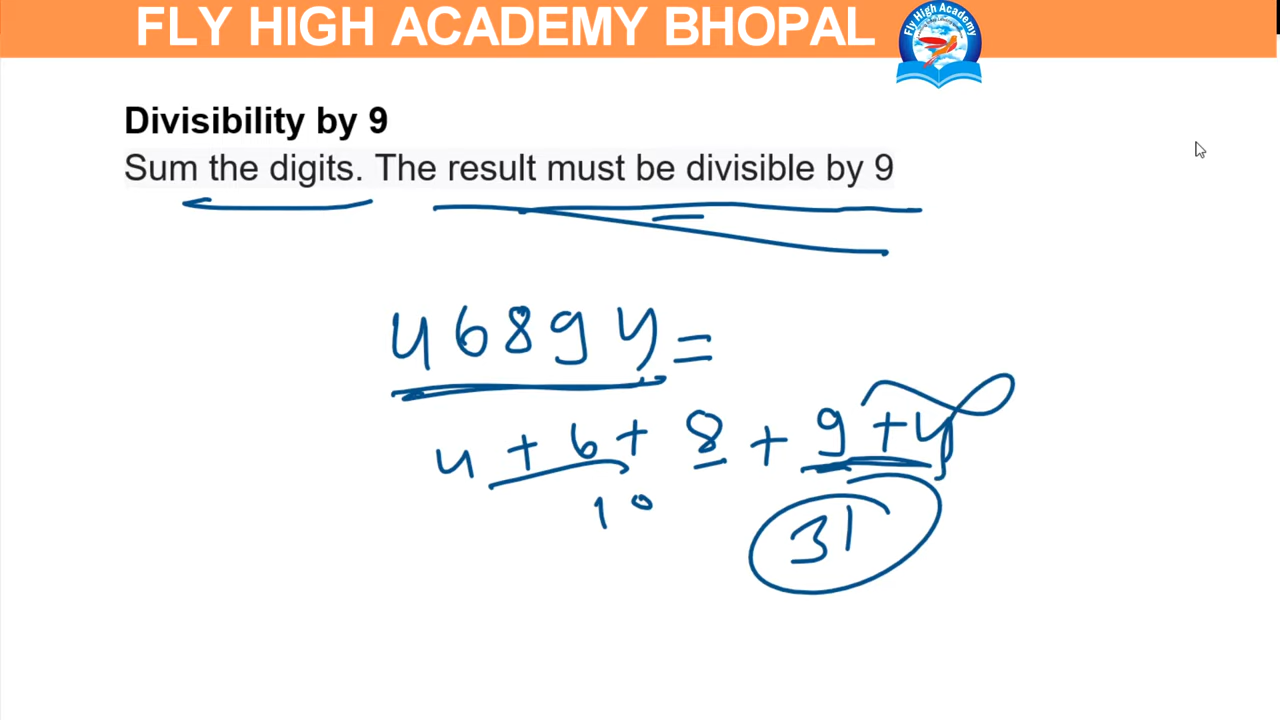 FLY HIGH ACADEMY BHOPAL
Fly High Academy
Divisibility by 9
Sum the digits. The result must be divisible by 9
46894=
4+6+8+9+4
10
31